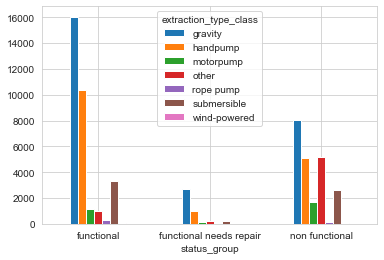 16000
14000
12000
10000
8000
6000
4000
2000
0
extraction_type_class
gravity
handpump
motorpump
other
rope pump
submersible
wind-powered
functional
functional needs repair
non functional
status_group